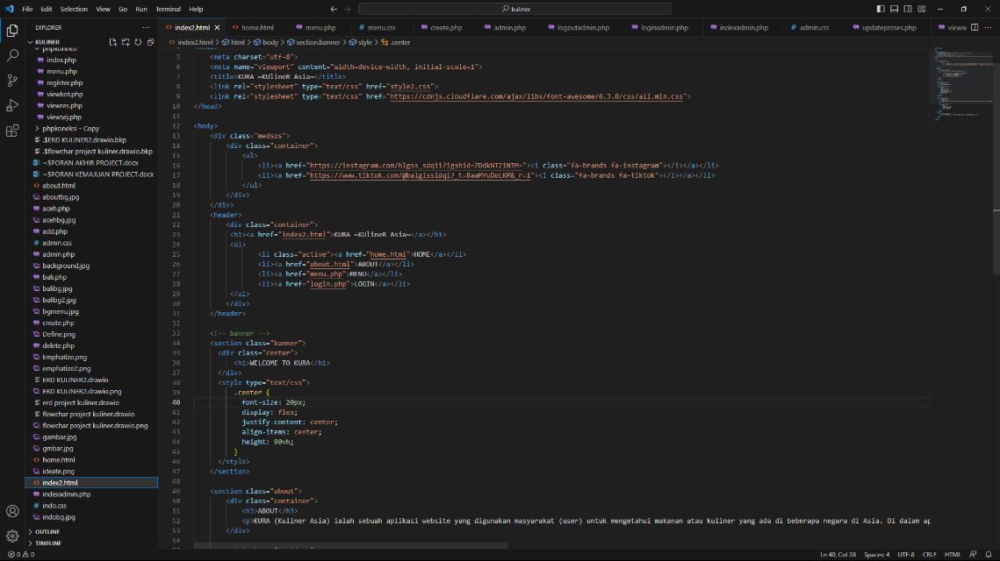 File Edit Selection View Go Run Terminal Help
kuliner
EXPLORER
KULINER
phpkoneksi
index.php
menu.php
register.php
viewkot.php
viewres.php
viewsej.php
phpkoneksi - Copy
.$ERD KULINER2.drawio.bkp
.$flowchar project kuliner.drawio.bkp
~$PORAN AKHIR PROJECT.docx
~$PORAN KEMAJUAN PROJECT.docx
about.html
aboutbg.jpg
aceh.php
acehbg.jpg
add.php
admin.css
admin.php
background.jpg
bali.php
balibg.jpg
balibg2.jpg
bgmenu.jpg
create.php
Define.png
delete.php
Emphatize.png
emphatize2.png
ERD KULINER2.drawio
ERD KULINER2.drawio.png
erd project kuliner.drawio
flowchar project kuliner.drawio
flowchar project kuliner.drawio.png
gambar.jpg
gmbar.jpg
home.html
ideate.png
index2.html
indexadmin.php
indo.css
indobg.jpg
OUTLINE
TIMELINE
index2.html home.html menu.php menu.css create.php admin.php logoutadmin.php loginadmin.php indexadmin.php admin.css updateproses.php
index2.html > html > body > section.banner > style > .center
5 <meta charset="utf-8">
6 <meta name="viewport" content="width=device-width, initial-scale=1">
7 <title>KURA ~KUlineR Asia~</title>
8 <link rel="stylesheet" type="text/css" href="style2.css">
9 <link rel="stylesheet" type="text/css" href="https://cdnjs.cloudflare.com/ajax/libs/font-awesome/6.3.0/css/all.min.css">
10 </head>
11
12 <body>
13 <div class="medsos">
14 <div class="container">
15 <ul>
16 <li><a href="https://instagram.com/blgss_sdqii?igshid=ZDdkNTZiNTM="><i class="fa-brands fa-instagram"></i></a></li>
17 <li><a href="https://www.tiktok.com/@balgissidqi?_t=8aaMYuDoLKM&_r=1"><i class="fa-brands fa-tiktok"></i></a></li>
18 </ul>
19 </div>
20 </div>
21 <header>
22 <div class="container">
23 <h1><a href="index2.html">KURA ~KUlineR Asia~</a></h1>
24 <ul>
25 <li class="active"><a href="home.html">HOME</a></li>
26 <li><a href="about.html">ABOUT</a></li>
27 <li><a href="menu.php">MENU</a></li>
28 <li><a href="login.php">LOGIN</a></li>
29 </ul>
30 </div>
31 </header>
32
33 <!-- banner -->
34 <section class="banner">
35 <div class="center">
36 <h1>WELCOME TO KURA</h1>
37 </div>
38 <style type="text/css">
39 .center {
40 font-size: 20px;
41 display: flex;
42 justify-content: center;
43 align-items: center;
44 height: 90vh;
45 }
46 </style>
47 </section>
48
49 <section class="about">
50 <div class="container">
51 <h3>ABOUT</h3>
52 <p>KURA (Kuliner Asia) ialah sebuah aplikasi website yang digunakan masyarakat (user) untuk mengetahui makanan atau kuliner yang ada di beberapa negara di Asia. Di dalam ap
53 </div>
54
0 0 Ln 40, Col 28 Spaces: 4 UTF-8 CRLF HTML